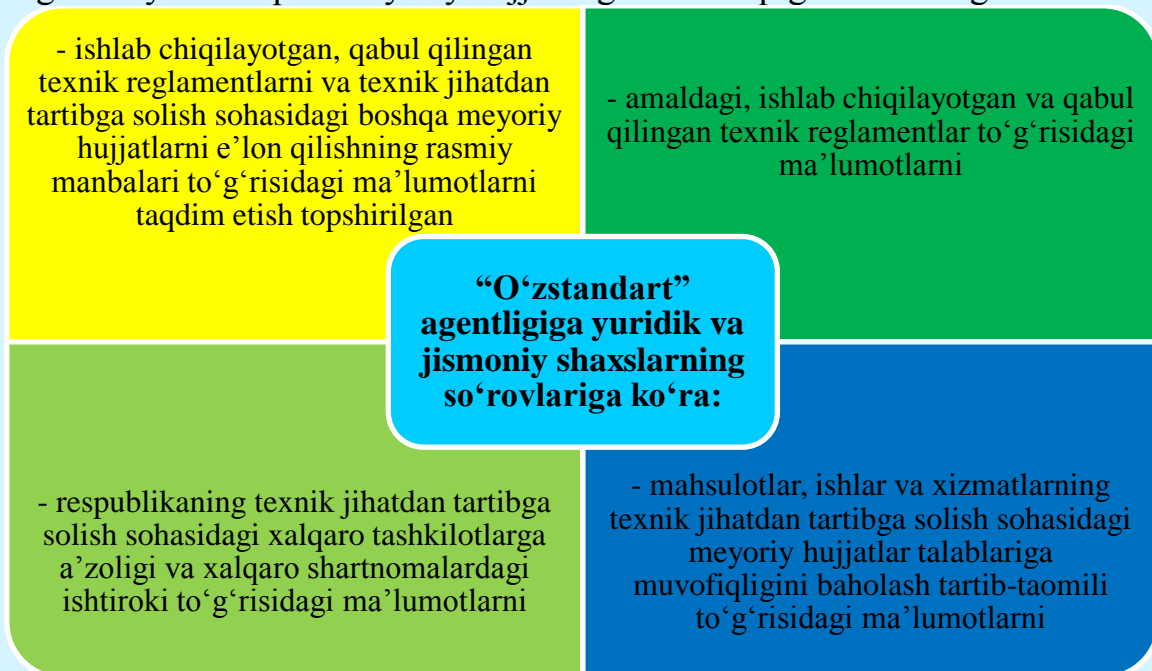 - ishlab chiqilayotgan, qabul qilingan
texnik reglamentlarni va texnik jihatdan
tartibga solish sohasidagi boshqa meyoriy
hujjatlarni e’lon qilishning rasmiy
manbalari to‘g‘risidagi ma’lumotlarni
taqdim etish topshirilgan
- amaldagi, ishlab chiqilayotgan va qabul
qilingan texnik reglamentlar to‘g‘risidagi
ma’lumotlarni
“O‘zstandart”
agentligiga yuridik va
jismoniy shaxslarning
so‘rovlariga ko‘ra:
- respublikaning texnik jihatdan tartibga
solish sohasidagi xalqaro tashkilotlarga
a’zoligi va xalqaro shartnomalardagi
ishtiroki to‘g‘risidagi ma’lumotlarni
- mahsulotlar, ishlar va xizmatlarning
texnik jihatdan tartibga solish sohasidagi
meyoriy hujjatlar talablariga
muvofiqligini baholash tartib-taomili
to‘g‘risidagi ma’lumotlarni